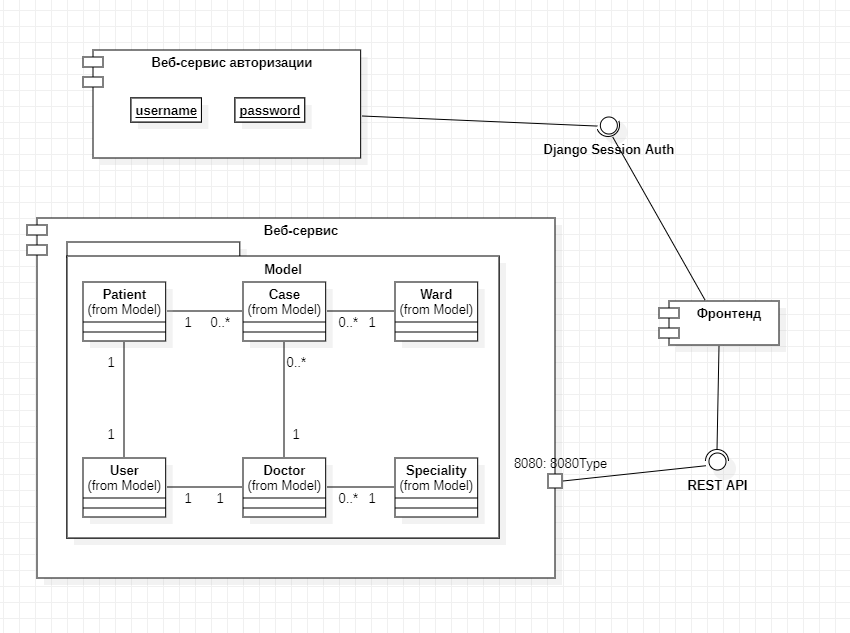 Веб-сервис авторизации
username
password
Django Session Auth
Веб-сервис
Model
Patient
(from Model)
Case
(from Model)
Ward
(from Model)
1
0..*
0..*
1
1
0..*
1
1
User
(from Model)
Doctor
(from Model)
Speciality
(from Model)
1
1
0..*
1
8080: 8080Type
Фронтенд
REST API